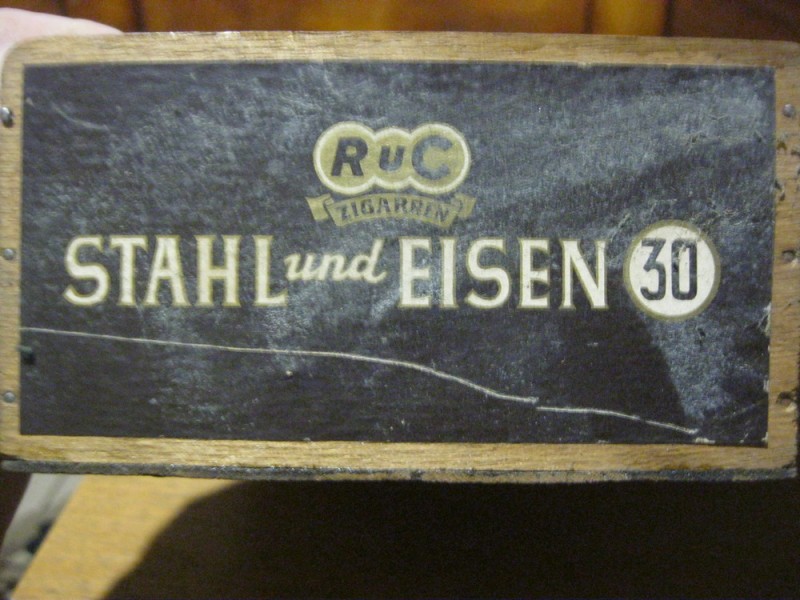 RuC
ZIGARREN
STAHL und EISEN 30